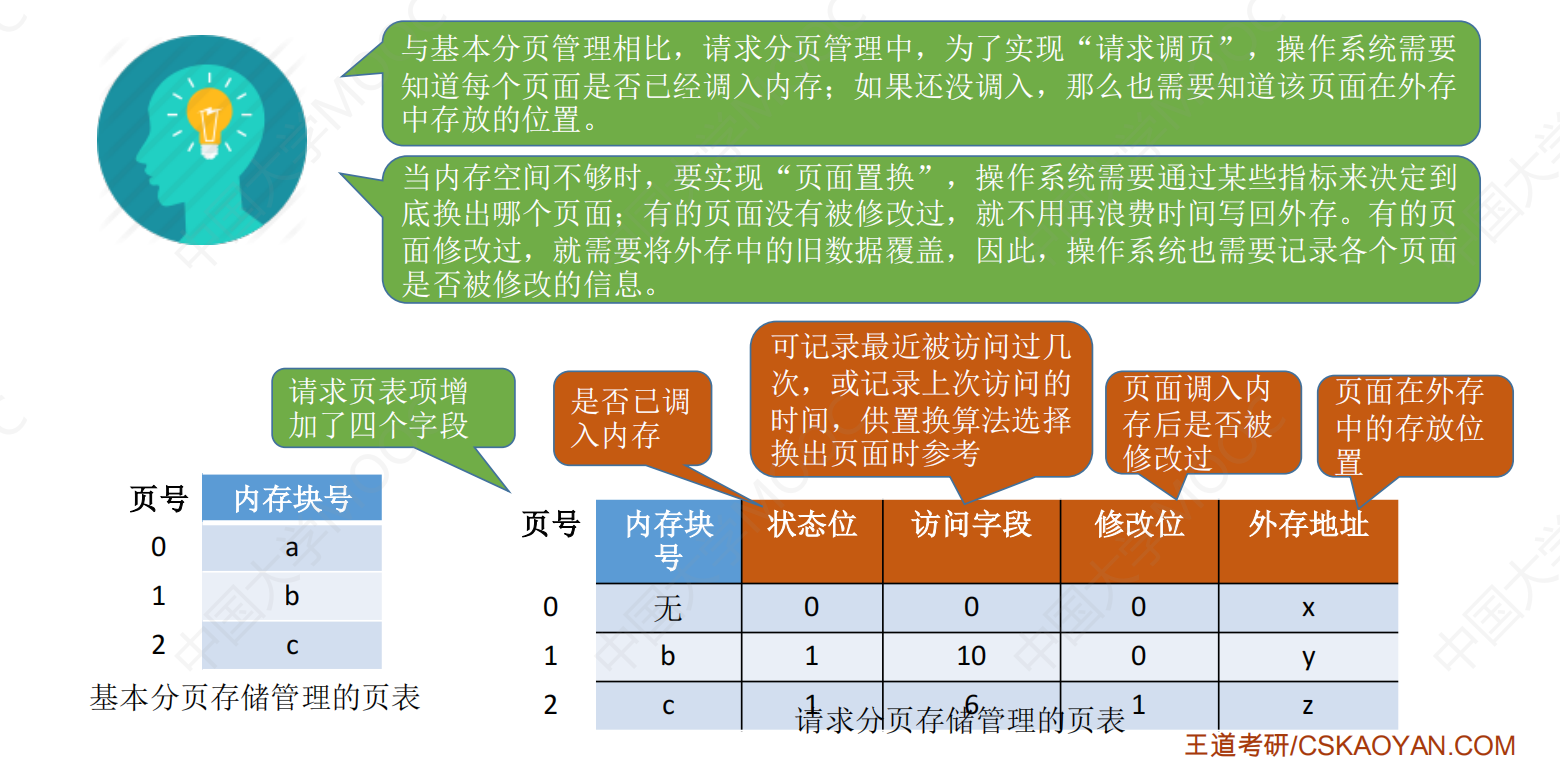 与基本分页管理相比，请求分页管理中，为了实现“请求调页”，操作系统需要
知道每个页面是否已经调入内存；如果还没调入，那么也需要知道该页面在外存
中存放的位置。
当内存空间不够时，要实现“页面置换”，操作系统需要通过某些指标来决定到
底换出哪个页面；有的页面没有被修改过，就不用再浪费时间写回外存。有的页
面修改过，就需要将外存中的旧数据覆盖，因此，操作系统也需要记录各个页面
是否被修改的信息。
请求页表项增
加了四个字段
是否已调
入内存
可记录最近被访问过几
次，或记录上次访问的
时间，供置换算法选择
换出页面时参考
页面调入内
存后是否被
修改过
页面在外存
中的存放位
置
页号 内存块号
0 a
1 b
2 c
基本分页存储管理的页表
页号 内存块 状态位 访问字段 修改位 外存地址
号
0 无 0 0 0 x
1 b 1 10 0 y
2 c 1 6 1 z
请求分页存储管理的页表
王道考研/CSKAOYAN.COM
中国大学MOOC